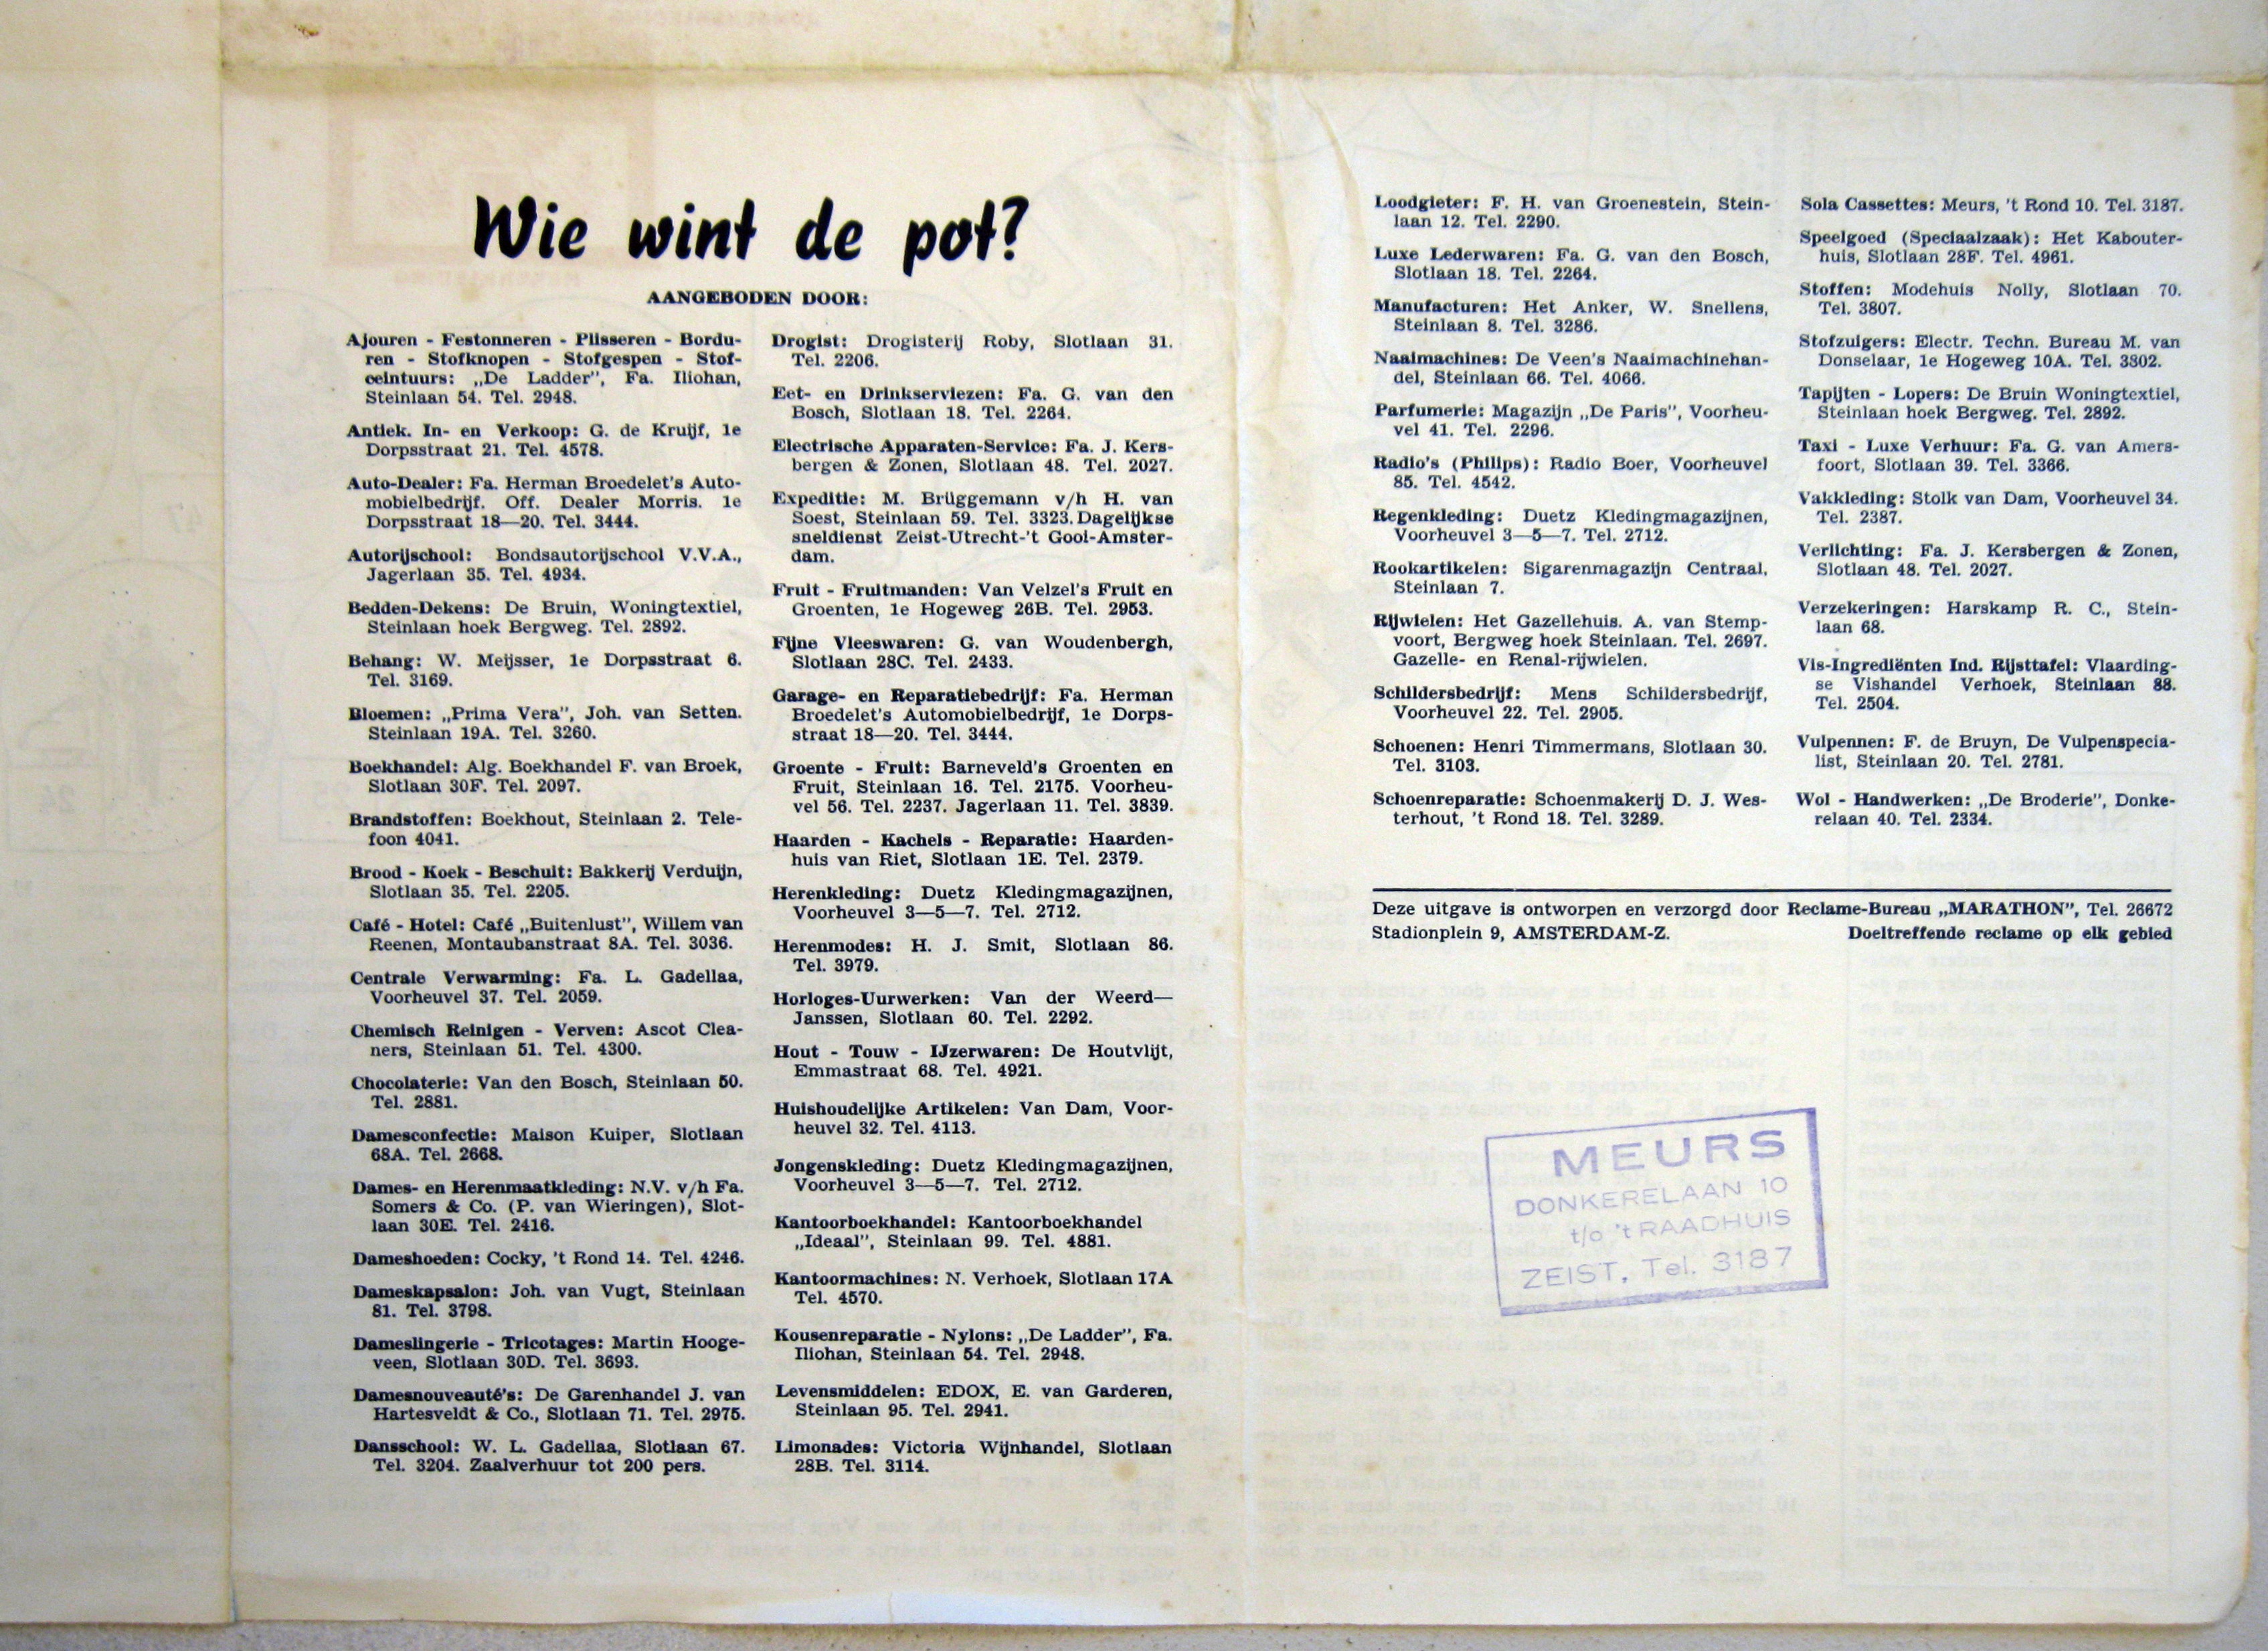 Wie wint de pot?
AANGEBODEN DOOR:
Ajouren - Festonneren - Plisseren - Bordu-
ren - Stofknopen - Stofgespen - Stof-
ceintuurs: „De Ladder”, Fa. Iliohan,
Steinlaan 54. Tel. 2948.
Antiek. In- en Verkoop: G. de Kruijf, 1e
Dorpsstraat 21. Tel. 4578.
Auto-Dealer: Fa. Herman Broedelet's Auto-
mobielbedrijf. Off. Dealer Morris. 1e
Dorpsstraat 18—20. Tel. 3444.
Autorijschool: Bondsautorijschool V.V.A.,
Jagerlaan 35. Tel. 4934.
Bedden-Dekens: De Bruin, Woningtextiel,
Steinlaan hoek Bergweg. Tel. 2892.
Behang: W. Meijsser, 1e Dorpsstraat 6.
Tel. 3169.
Bloemen: „Prima Vera”, Joh. van Setten.
Steinlaan 19A. Tel. 3260.
Boekhandel: Alg. Boekhandel F. van Broek,
Slotlaan 30F. Tel. 2097.
Brandstoffen: Boekhout, Steinlaan 2. Tele-
foon 4041.
Brood - Koek - Beschuit: Bakkerij Verduijn,
Slotlaan 35. Tel. 2205.
Café - Hotel: Café „Buitenlust”, Willem van
Reenen, Montaubanstraat 8A. Tel. 3036.
Centrale Verwarming: Fa. L. Gadellaa,
Voorheuvel 37. Tel. 2059.
Chemisch Reinigen - Verven: Ascot Clea-
ners, Steinlaan 51. Tel. 4300.
Chocolaterie: Van den Bosch, Steinlaan 50.
Tel. 2881.
Damesconfectie: Maison Kuiper, Slotlaan
68A. Tel. 2668.
Dames- en Herenmaatkleding: N.V. v/h Fa.
Somers & Co. (P. van Wieringen), Slot-
laan 30E. Tel. 2416.
Dameshoeden: Cocky, 't Rond 14. Tel. 4246.
Dameskapsalon: Joh. van Vugt, Steinlaan
81. Tel. 3798.
Dameslingerie - Tricotages: Martin Hooge-
veen, Slotlaan 30D. Tel. 3693.
Damesnouveauté's: De Garenhandel J. van
Hartesveldt & Co., Slotlaan 71. Tel. 2975.
Dansschool: W. L. Gadellaa, Slotlaan 67.
Tel. 3204. Zaalverhuur tot 200 pers.
Drogist: Drogisterij Roby, Slotlaan 31.
Tel. 2206.
Eet- en Drinkserviezen: Fa. G. van den
Bosch, Slotlaan 18. Tel. 2264.
Electrische Apparaten-Service: Fa. J. Kers-
bergen & Zonen, Slotlaan 48. Tel. 2027.
Expeditie: M. Brüggemann v/h H. van
Soest, Steinlaan 59. Tel. 3323. Dagelijkse
sneldienst Zeist-Utrecht-'t Gooi-Amster-
dam.
Fruit - Fruitmanden: Van Velzel's Fruit en
Groenten, 1e Hogeweg 26B. Tel. 2953.
Fijne Vleeswaren: G. van Woudenbergh,
Slotlaan 28C. Tel. 2433.
Garage- en Reparatiebedrijf: Fa. Herman
Broedelet's Automobielbedrijf, 1e Dorps-
straat 18—20. Tel. 3444.
Groente - Fruit: Barneveld's Groenten en
Fruit, Steinlaan 16. Tel. 2175. Voorheu-
vel 56. Tel. 2237. Jagerlaan 11. Tel. 3839.
Haarden - Kachels - Reparatie: Haarden-
huis van Riet, Slotlaan 1E. Tel. 2379.
Herenkleding: Duetz Kledingmagazijnen,
Voorheuvel 3—5—7. Tel. 2712.
Herenmodes: H. J. Smit, Slotlaan 86.
Tel. 3979.
Horloges-Uurwerken: Van der Weerd—
Janssen, Slotlaan 60. Tel. 2292.
Hout - Touw - IJzerwaren: De Houtvlijt,
Emmastraat 68. Tel. 4921.
Huishoudelijke Artikelen: Van Dam, Voor-
heuvel 32. Tel. 4113.
Jongenskleding: Duetz Kledingmagazijnen,
Voorheuvel 3—5—7. Tel. 2712.
Kantoorboekhandel: Kantoorboekhandel
„Ideaal”, Steinlaan 99. Tel. 4881.
Kantoormachines: N. Verhoek, Slotlaan 17A
Tel. 4570.
Kousenreparatie - Nylons: „De Ladder”, Fa.
Iliohan, Steinlaan 54. Tel. 2948.
Levensmiddelen: EDOX, E. van Garderen,
Steinlaan 95. Tel. 2941.
Limonades: Victoria Wijnhandel, Slotlaan
28B. Tel. 3114.
Loodgieter: F. H. van Groenestein, Stein-
laan 12. Tel. 2290.
Luxe Lederwaren: Fa. G. van den Bosch,
Slotlaan 18. Tel. 2264.
Manufacturen: Het Anker, W. Snellens,
Steinlaan 8. Tel. 3286.
Naaimachines: De Veen's Naaimachinehan-
del, Steinlaan 66. Tel. 4066.
Parfumerie: Magazijn „De Paris”, Voorheu-
vel 41. Tel. 2296.
Radio's (Philips): Radio Boer, Voorheuvel
85. Tel. 4542.
Regenkleding: Duetz Kledingmagazijnen,
Voorheuvel 3—5—7. Tel. 2712.
Rookartikelen: Sigarenmagazijn Centraal,
Steinlaan 7.
Rijwielen: Het Gazellehuis. A. van Stemp-
voort, Bergweg hoek Steinlaan. Tel. 2697.
Gazelle- en Renal-rijwielen.
Schildersbedrijf: Mens Schildersbedrijf,
Voorheuvel 22. Tel. 2905.
Schoenen: Henri Timmermans, Slotlaan 30.
Tel. 3103.
Schoenreparatie: Schoenmakerij D. J. Wes-
terhout, 't Rond 18. Tel. 3289.
Sola Cassettes: Meurs, 't Rond 10. Tel. 3187.
Speelgoed (Speciaalzaak): Het Kabouter-
huis, Slotlaan 28F. Tel. 4961.
Stoffen: Modehuis Nolly, Slotlaan 70.
Tel. 3807.
Stofzuigers: Electr. Techn. Bureau M. van
Donselaar, 1e Hogeweg 10A. Tel. 3302.
Tapijten - Lopers: De Bruin Woningtextiel,
Steinlaan hoek Bergweg. Tel. 2892.
Taxi - Luxe Verhuur: Fa. G. van Amers-
foort, Slotlaan 39. Tel. 3366.
Vakkleding: Stolk van Dam, Voorheuvel 34.
Tel. 2387.
Verlichting: Fa. J. Kersbergen & Zonen,
Slotlaan 48. Tel. 2027.
Verzekeringen: Harskamp R. C., Stein-
laan 68.
Vis-Ingrediënten Ind. Rijsttafel: Vlaarding-
se Vishandel Verhoek, Steinlaan 88.
Tel. 2504.
Vulpennen: F. de Bruyn, De Vulpenspecia-
list, Steinlaan 20. Tel. 2781.
Wol - Handwerken: „De Broderie”, Donke-
relaan 40. Tel. 2334.
Deze uitgave is ontworpen en verzorgd door Reclame-Bureau „MARATHON”, Tel. 26672
Stadionplein 9, AMSTERDAM-Z. Doeltreffende reclame op elk gebied
MEURS
DONKERELAAN 10
t/o 't RAADHUIS
ZEIST, Tel. 3187